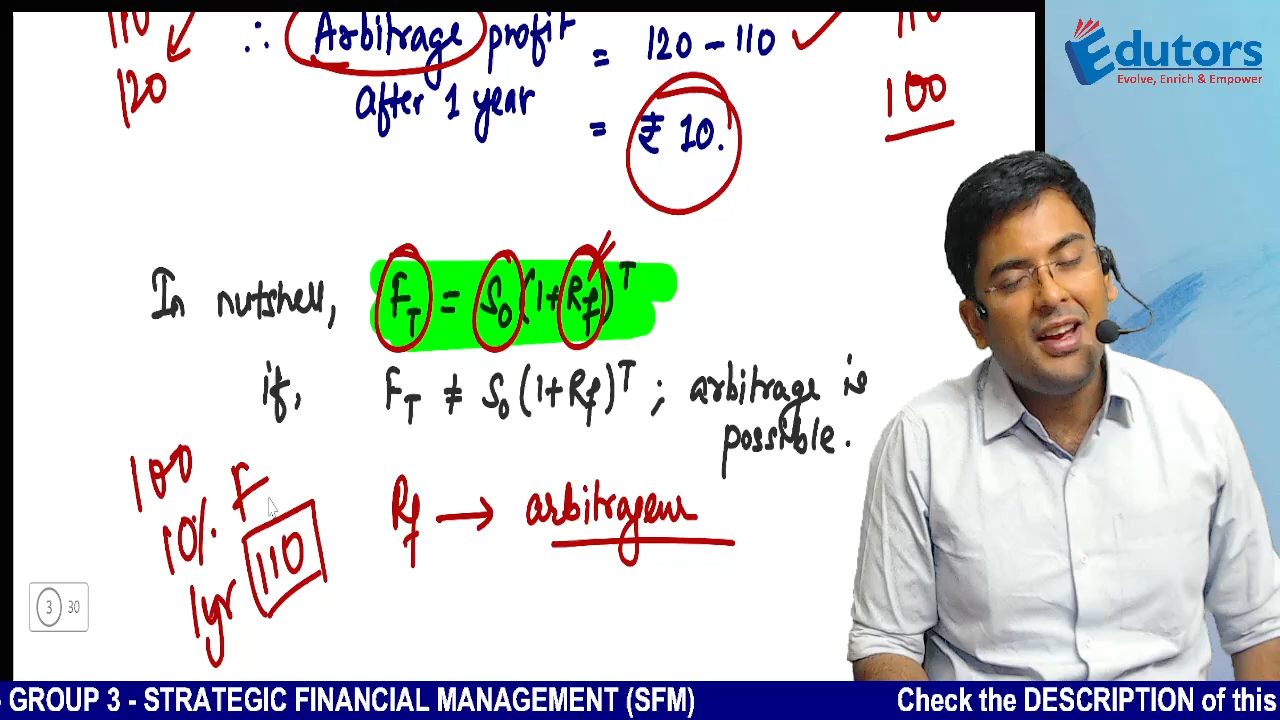 110
120
∴ Arbitrage profit = 120 - 110
after 1 year = ₹ 10.
110
100
Edutors
Evolve, Enrich & Empower
In nutshell, F_T = S_0 (1+R_f)^T
if, F_T ≠ S_0 (1+R_f)^T ; arbitrage is
possible.
100
10%
1yr
F
110
R_f → arbitrageur
3 30
- GROUP 3 - STRATEGIC FINANCIAL MANAGEMENT (SFM)
Check the DESCRIPTION of this